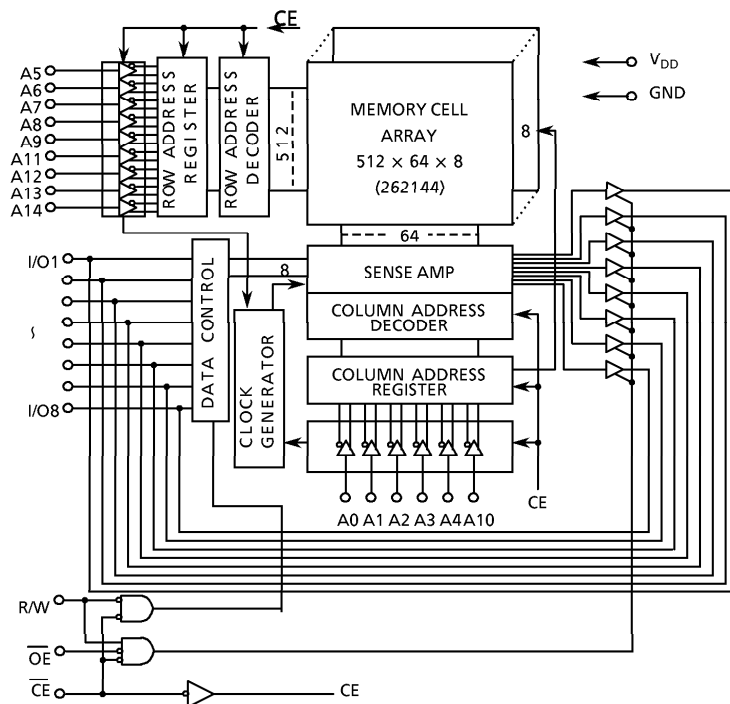 CE
A5
A6
A7
A8
A9
A11
A12
A13
A14
ROW ADDRESS
REGISTER
ROW ADDRESS
DECODER
512
MEMORY CELL
ARRAY
512 × 64 × 8
(262144)
8
VDD
GND
64
I/O1
I/O8
DATA CONTROL
8
SENSE AMP
COLUMN ADDRESS
DECODER
CLOCK
GENERATOR
COLUMN ADDRESS
REGISTER
A0 A1 A2 A3 A4 A10
CE
R/W
OE
CE
CE